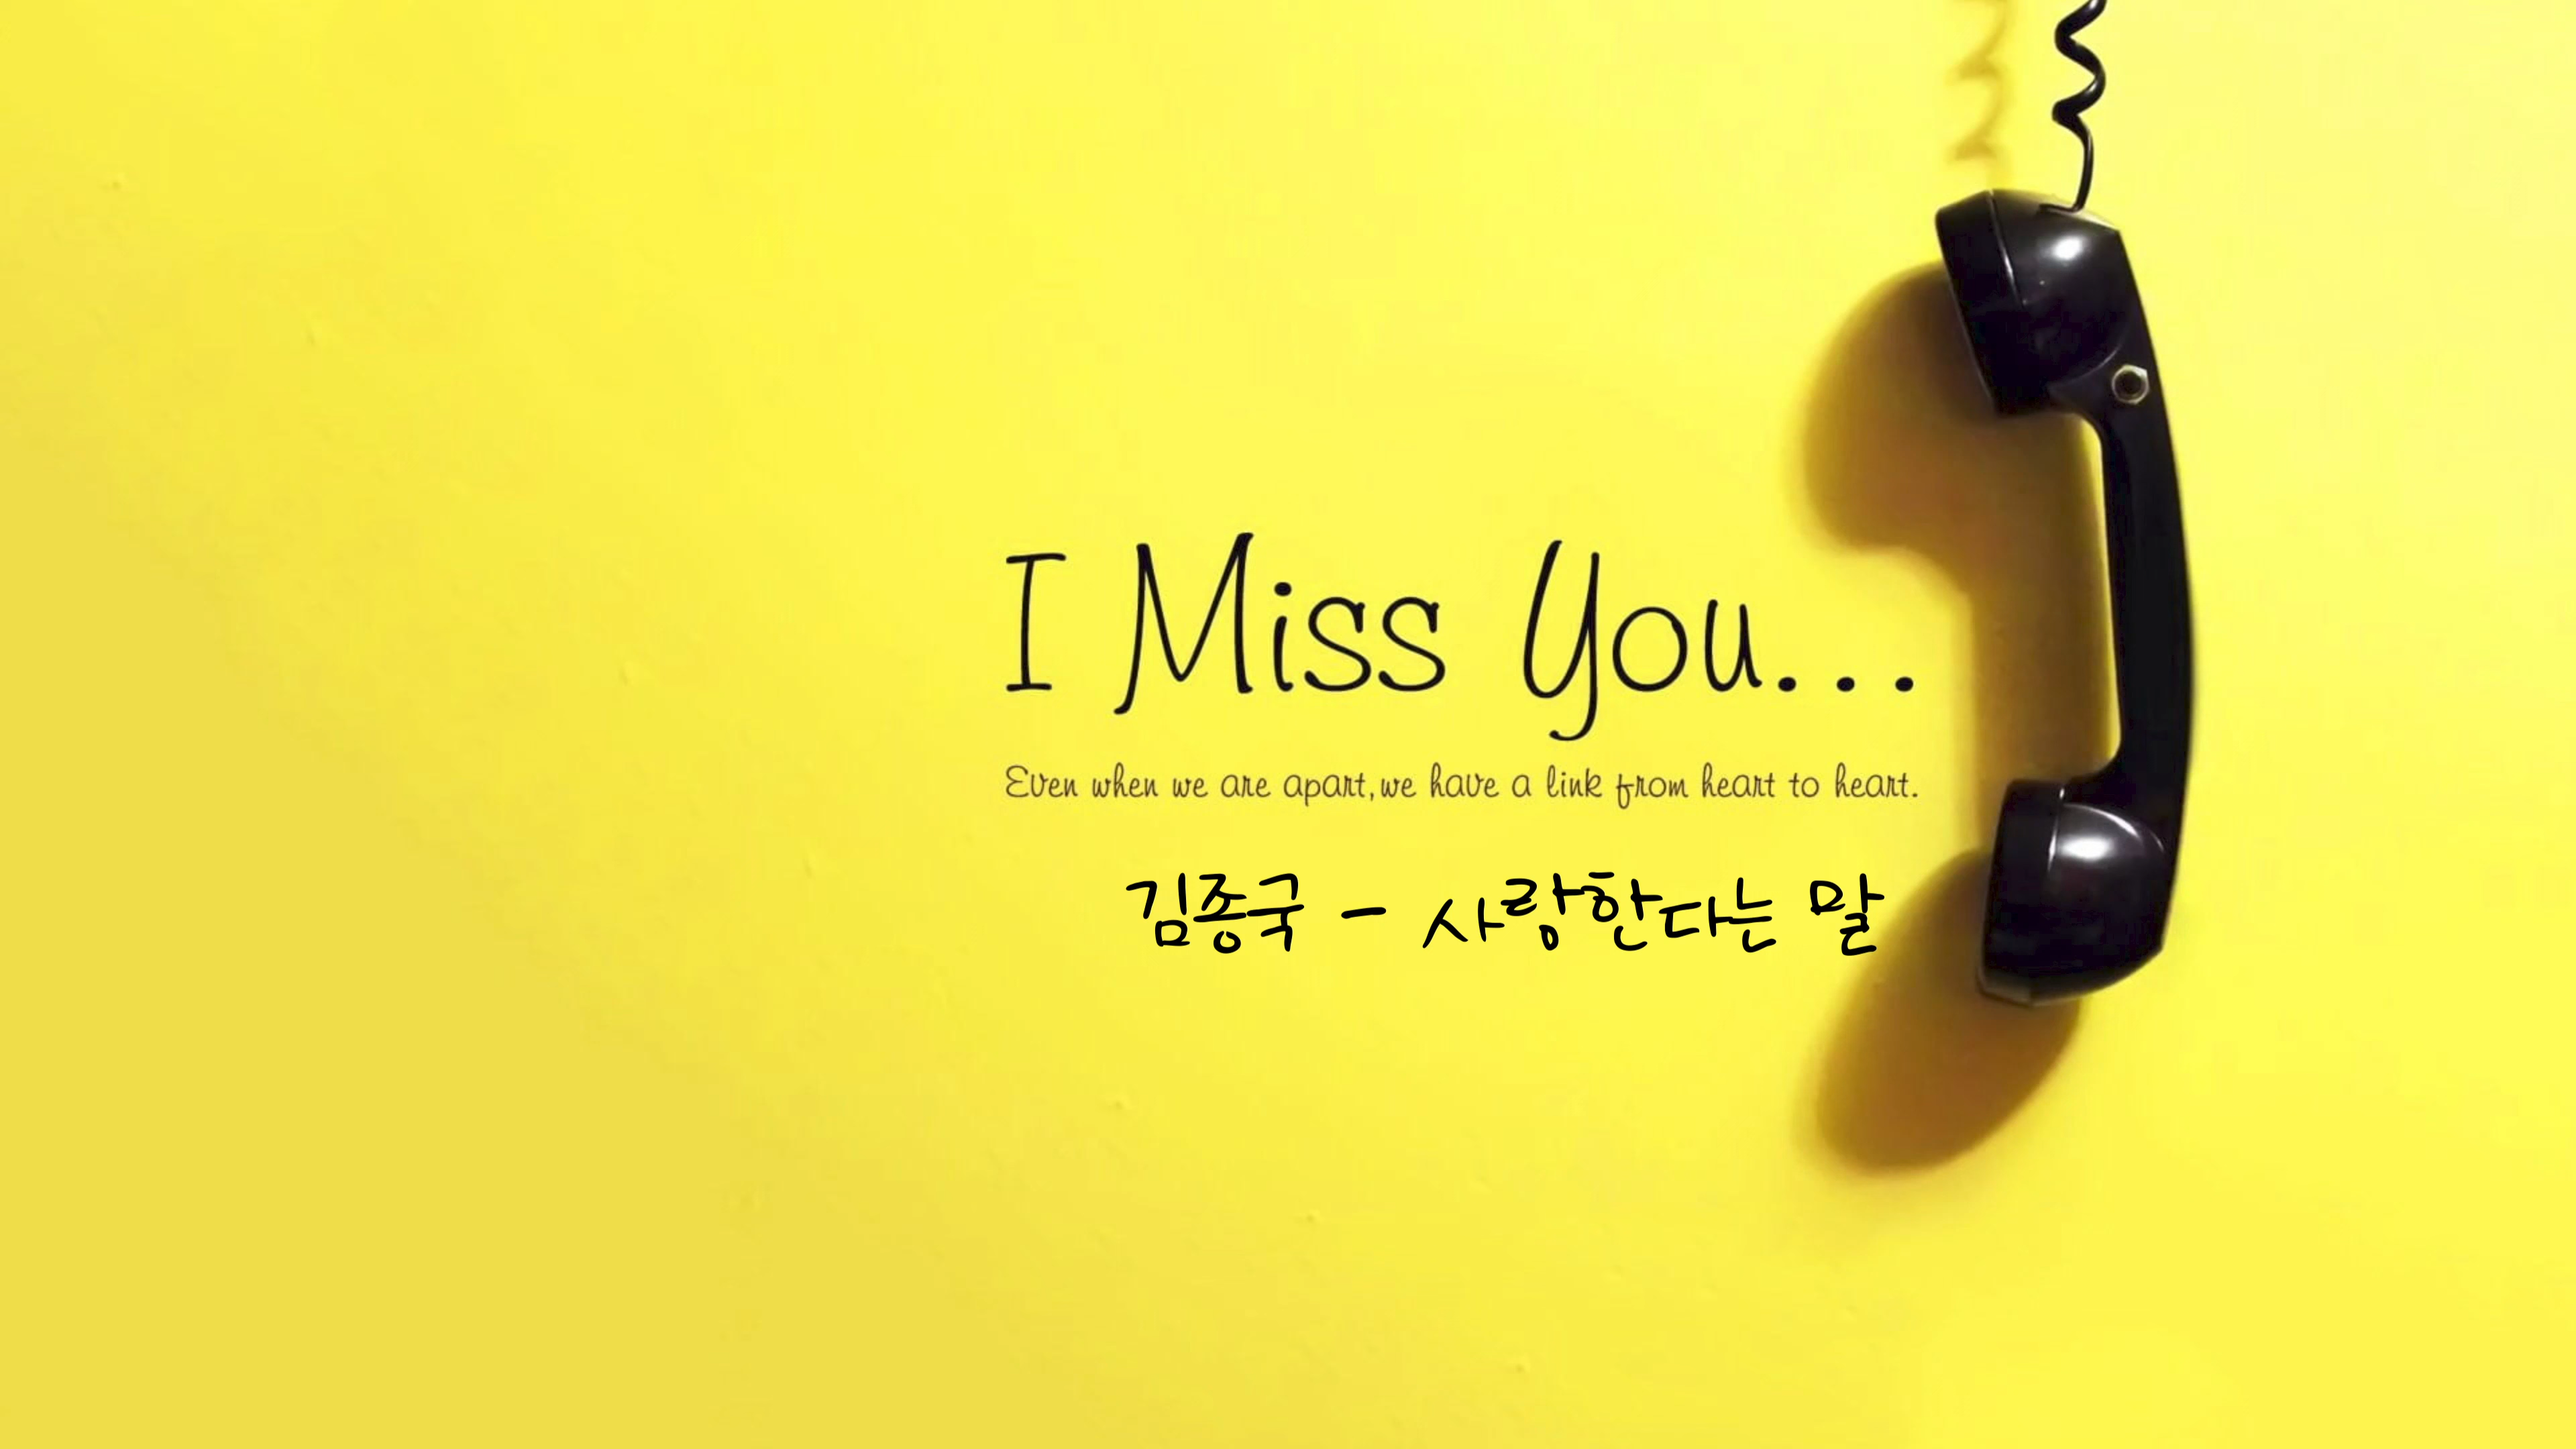 I Miss You...
Even when we are apart, we have a link from heart to heart.
김종국 - 사랑한다는 말